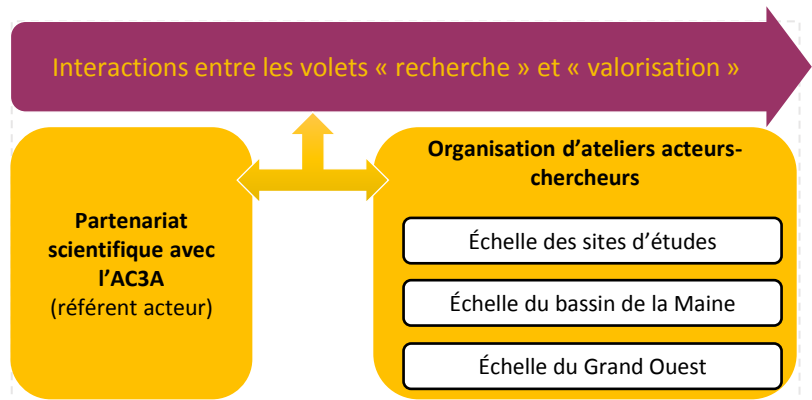 Interactions entre les volets « recherche » et « valorisation »
Partenariat
scientifique avec
l’AC3A
(référent acteur)
Organisation d’ateliers acteurs-
chercheurs
Échelle des sites d’études
Échelle du bassin de la Maine
Échelle du Grand Ouest